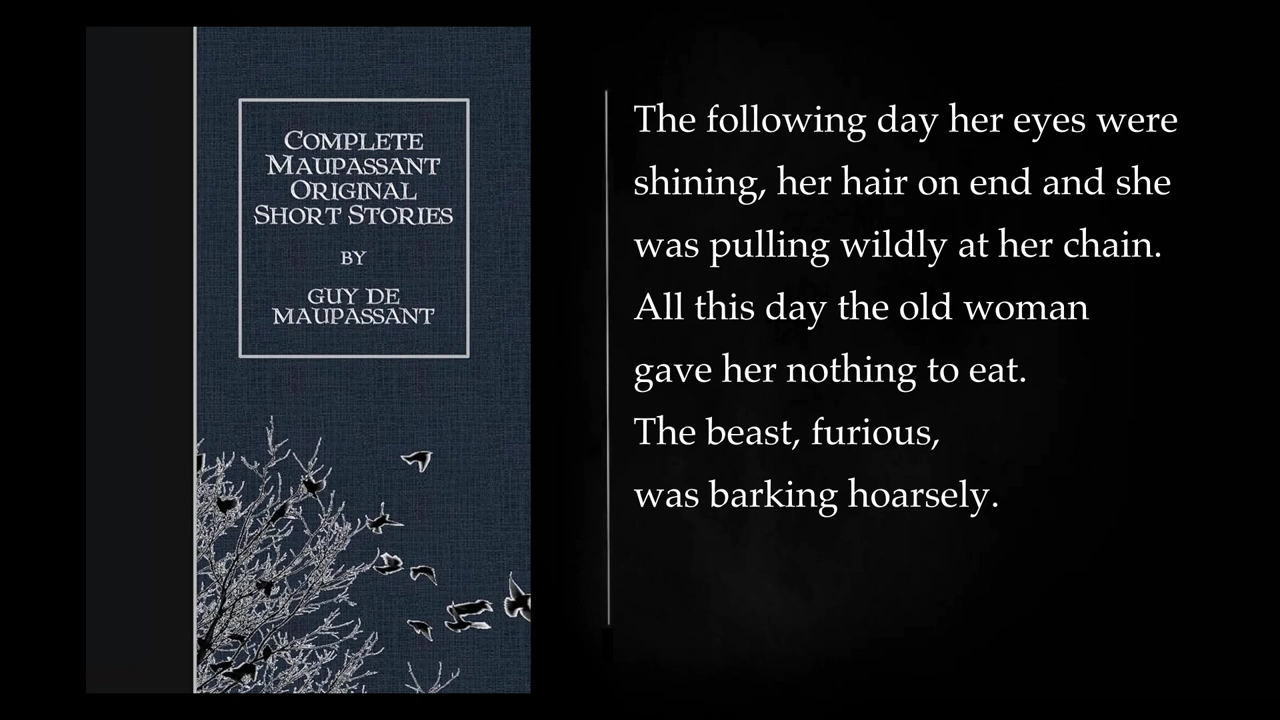 COMPLETE
MAUPASSANT
ORIGINAL
SHORT STORIES
BY
GUY DE
MAUPASSANT
The following day her eyes were
shining, her hair on end and she
was pulling wildly at her chain.
All this day the old woman
gave her nothing to eat.
The beast, furious,
was barking hoarsely.